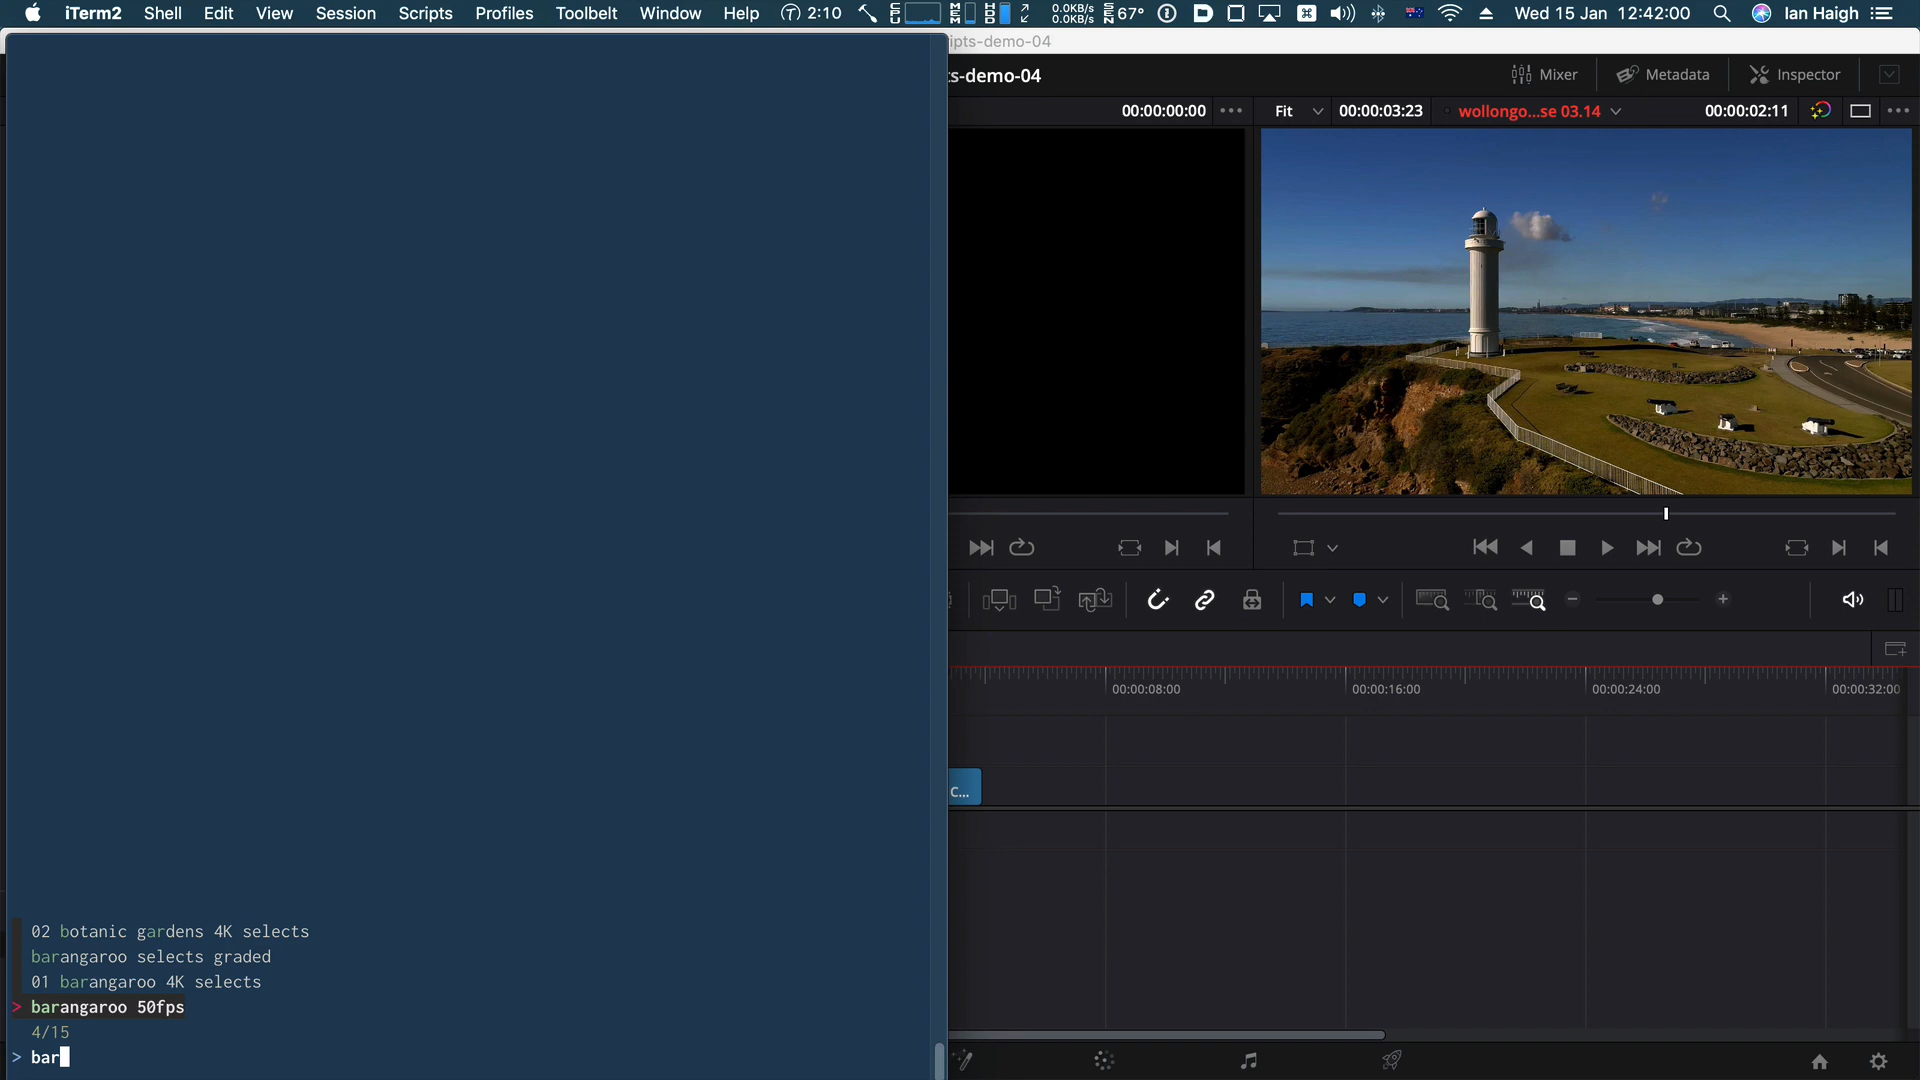 iTerm2 Shell Edit View Session Scripts Profiles Toolbelt Window Help 2:10 CPU MEM HD 0.0KB/s 0.0KB/s SEN 67° Wed 15 Jan 12:42:00 Ian Haigh
ipts-demo-04
s-demo-04 Mixer Metadata Inspector
00:00:00:00 Fit 00:00:03:23 wollongo...se 03.14 00:00:02:11
00:00:08:00 00:00:16:00 00:00:24:00 00:00:32:00
c...
02 botanic gardens 4K selects
barangaroo selects graded
01 barangaroo 4K selects
> barangaroo 50fps
4/15
> bar